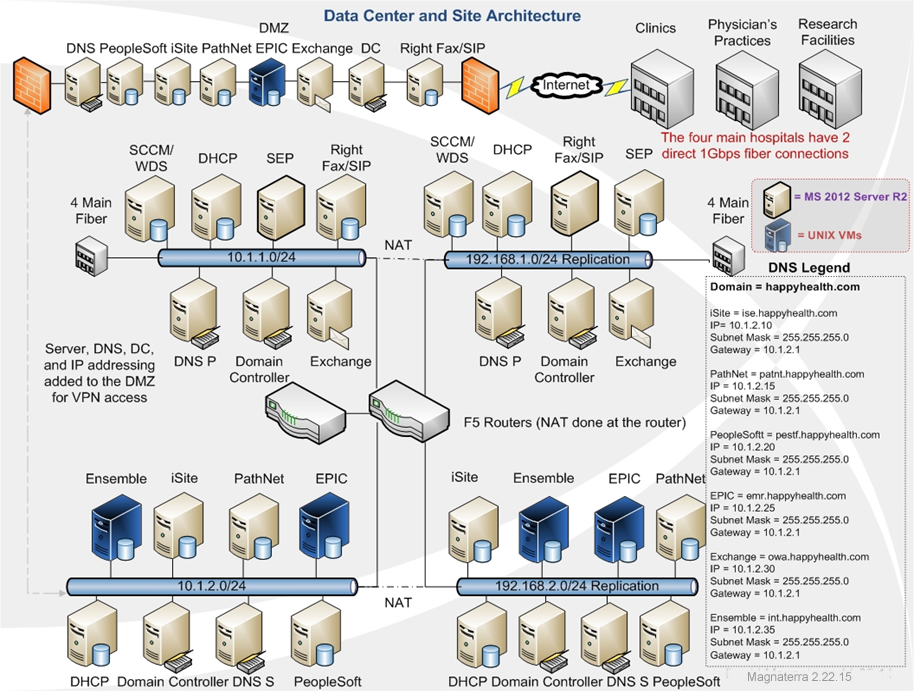 Data Center and Site Architecture
DMZ
DNS PeopleSoft iSite PathNet EPIC Exchange DC Right Fax/SIP
Internet
Clinics
Physician's
Practices
Research
Facilities
The four main hospitals have 2
direct 1Gbps fiber connections
SCCM/
WDS
DHCP
SEP
Right
Fax/SIP
4 Main
Fiber
10.1.1.0/24
NAT
DNS P
Domain
Controller
Exchange
SCCM/
WDS
DHCP
Right
Fax/SIP
SEP
4 Main
Fiber
192.168.1.0/24 Replication
DNS P
Domain
Controller
Exchange
= MS 2012 Server R2
= UNIX VMs
Server, DNS, DC,
and IP addressing
added to the DMZ
for VPN access
F5 Routers (NAT done at the router)
Ensemble
iSite
PathNet
EPIC
10.1.2.0/24
NAT
DHCP Domain Controller DNS S PeopleSoft
iSite
Ensemble
EPIC
PathNet
192.168.2.0/24 Replication
DHCP Domain Controller DNS S PeopleSoft
DNS Legend
Domain = happyhealth.com
iSite = ise.happyhealth.com
IP= 10.1.2.10
Subnet Mask = 255.255.255.0
Gateway = 10.1.2.1
PathNet = patnt.happyhealth.com
IP = 10.1.2.15
Subnet Mask = 255.255.255.0
Gateway = 10.1.2.1
PeopleSoftt = pestf.happyhealth.com
IP = 10.1.2.20
Subnet Mask = 255.255.255.0
Gateway = 10.1.2.1
EPIC = emr.happyhealth.com
IP = 10.1.2.25
Subnet Mask = 255.255.255.0
Gateway = 10.1.2.1
Exchange = owa.happyhealth.com
IP = 10.1.2.30
Subnet Mask = 255.255.255.0
Gateway = 10.1.2.1
Ensemble = int.happyhealth.com
IP = 10.1.2.35
Subnet Mask = 255.255.255.0
Gateway = 10.1.2.1
Magnaterra 2.22.15